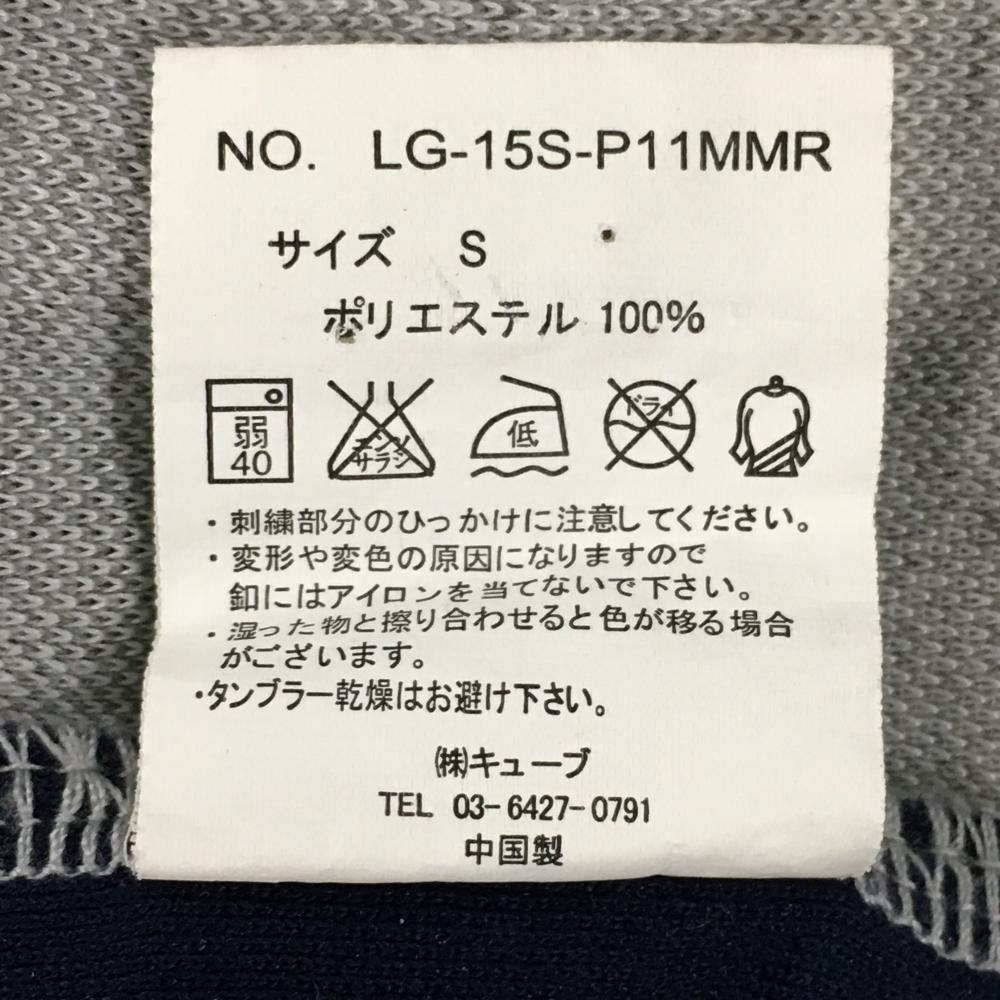 NO. LG-15S-P11MMR
サイズ S
ポリエステル 100%
弱 40 エンソ サラシ 低 ドライ
・刺繍部分のひっかけに注意してください。
・変形や変色の原因になりますので
釦にはアイロンを当てないで下さい。
・湿った物と擦り合わせると色が移る場合
がございます。
・タンブラー乾燥はお避け下さい。
㈱キューブ
TEL 03-6427-0791
中国製